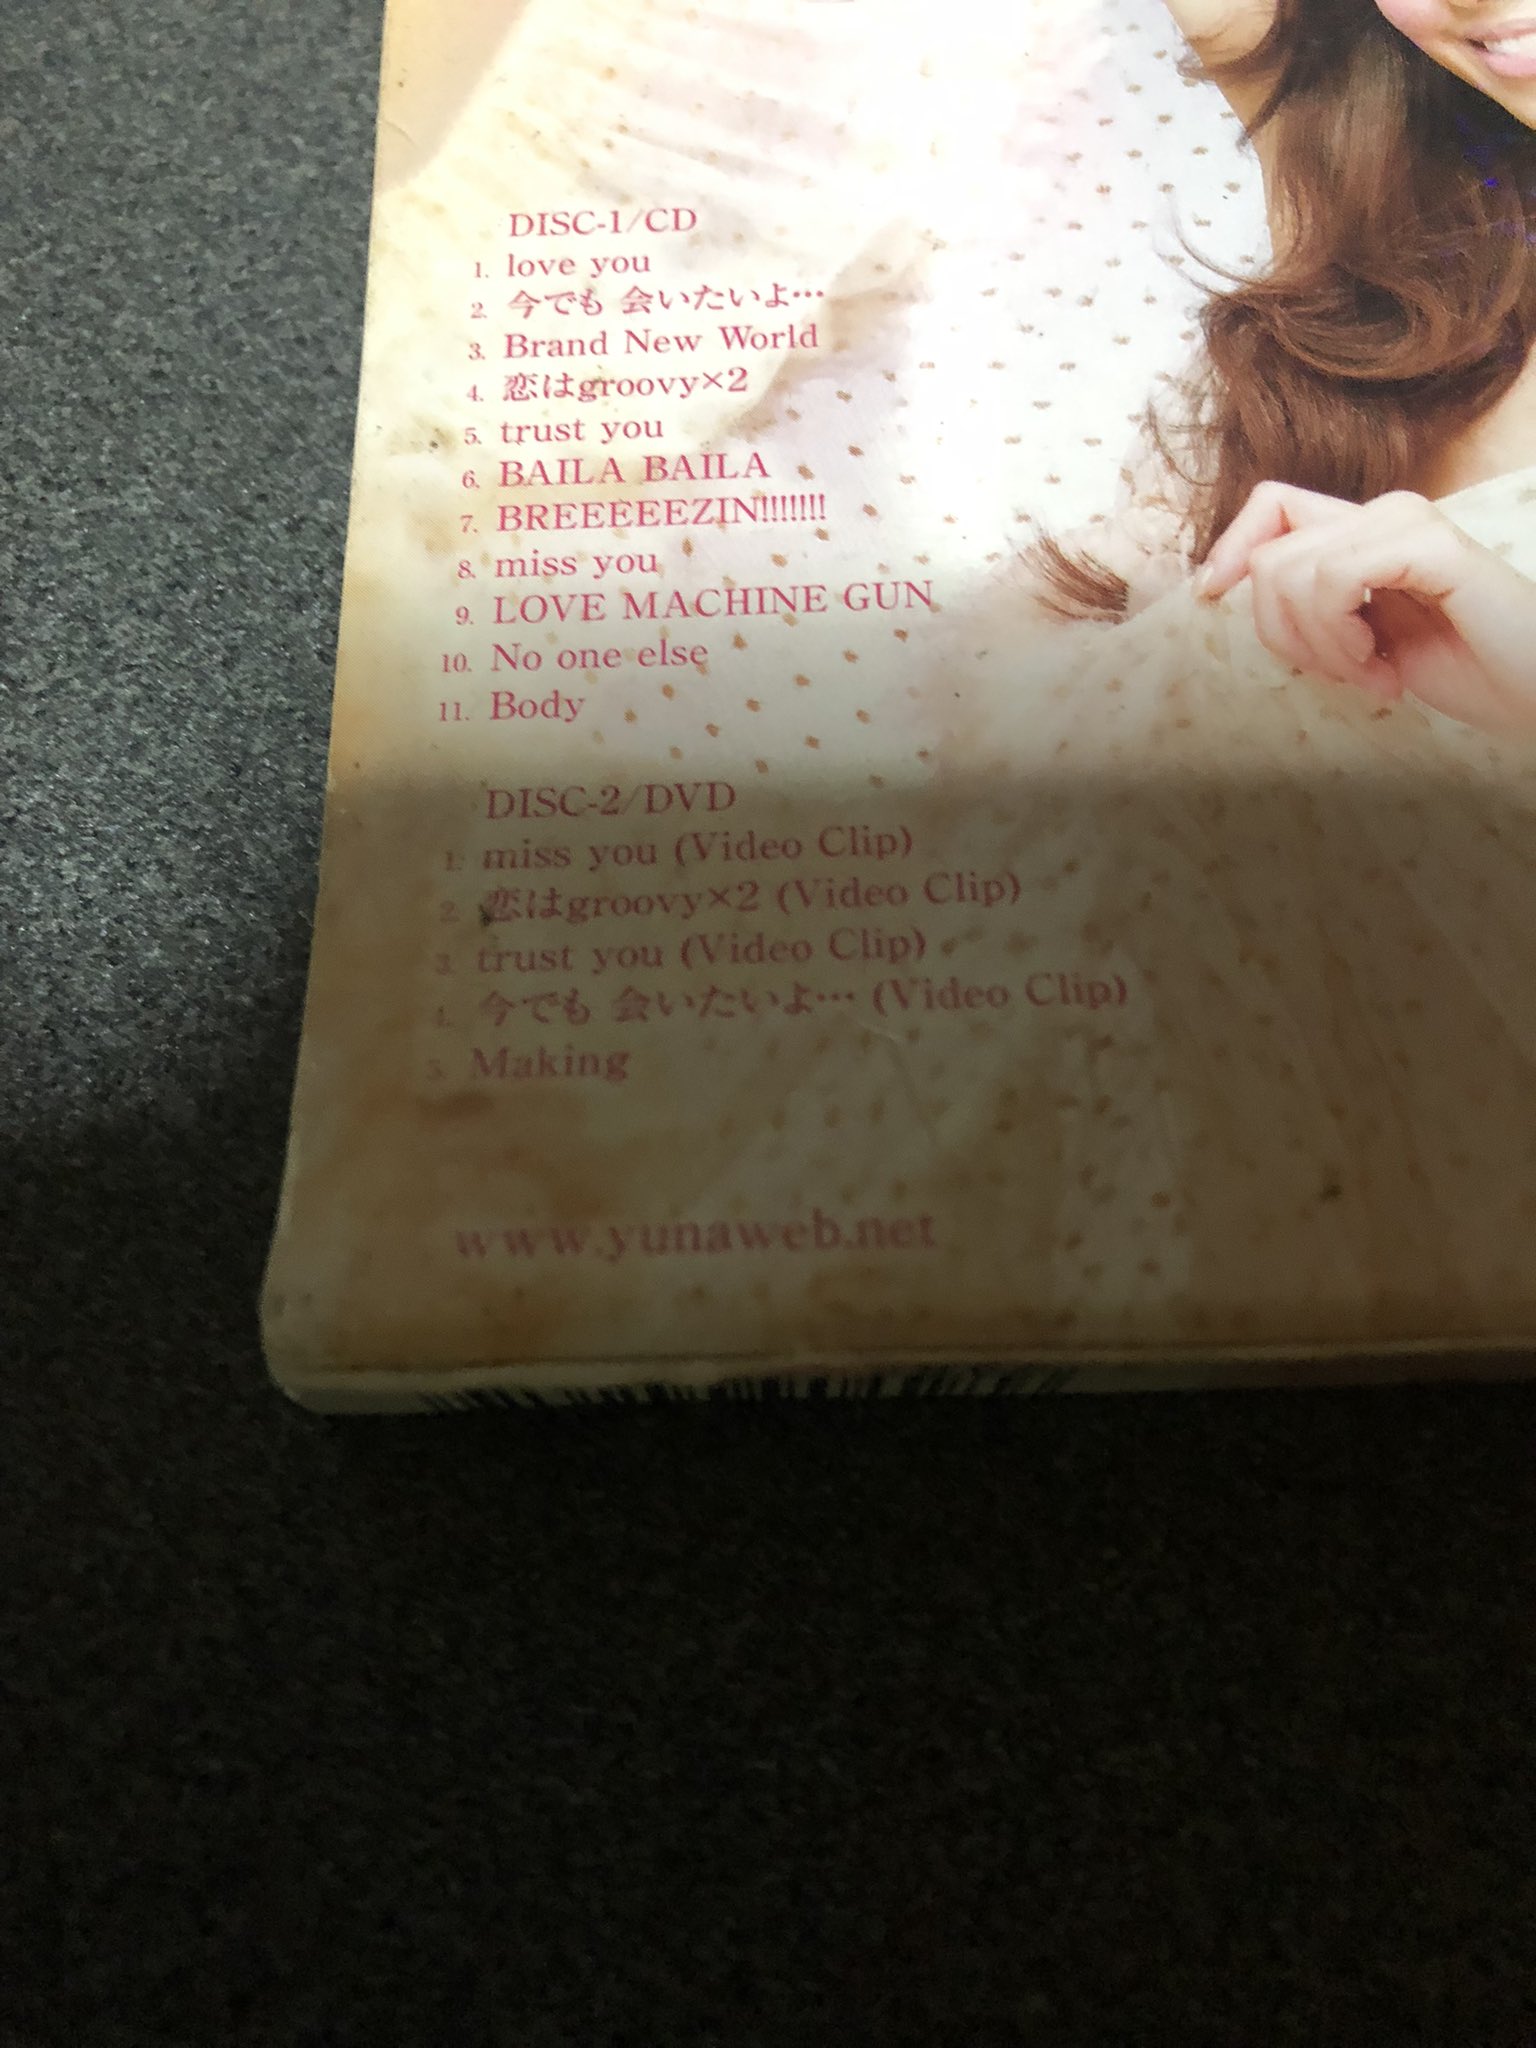 DISC-1/CD
1. love you
2. 今でも 会いたいよ…
3. Brand New World
4. 恋はgroovy×2
5. trust you
6. BAILA BAILA
7. BREEEEEZIN!!!!!!!
8. miss you
9. LOVE MACHINE GUN
10. No one else
11. Body
DISC-2/DVD
1. miss you (Video Clip)
2. 恋はgroovy×2 (Video Clip)
3. trust you (Video Clip)
4. 今でも 会いたいよ… (Video Clip)
5. Making
www.yunaweb.net